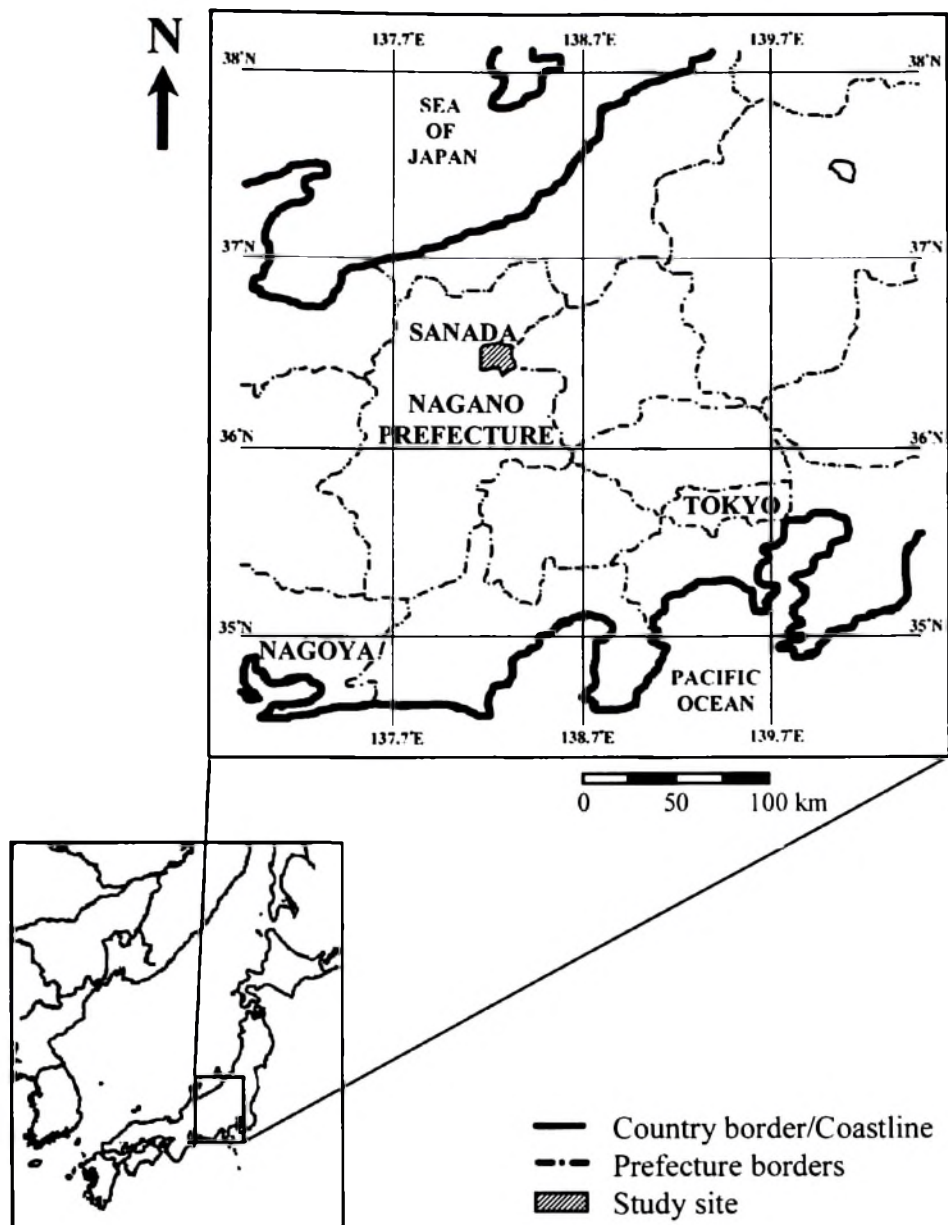 N
137.7°E 138.7°E 139.7°E
38°N 38°N
SEA
OF
JAPAN
37°N 37°N
SANADA
NAGANO
PREFECTURE
36°N 36°N
TOKYO
35°N 35°N
NAGOYA
PACIFIC
OCEAN
137.7°E 138.7°E 139.7°E
0 50 100 km
Country border/Coastline
Prefecture borders
Study site